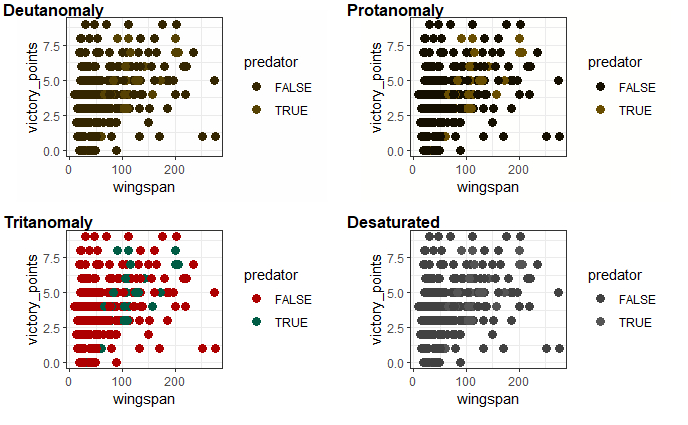 Deutanomaly
victory_points
7.5
5.0
2.5
0.0
0
100
200
wingspan
predator
FALSE
TRUE
Protanomaly
victory_points
7.5
5.0
2.5
0.0
0
100
200
wingspan
predator
FALSE
TRUE
Tritanomaly
victory_points
7.5
5.0
2.5
0.0
0
100
200
wingspan
predator
FALSE
TRUE
Desaturated
victory_points
7.5
5.0
2.5
0.0
0
100
200
wingspan
predator
FALSE
TRUE